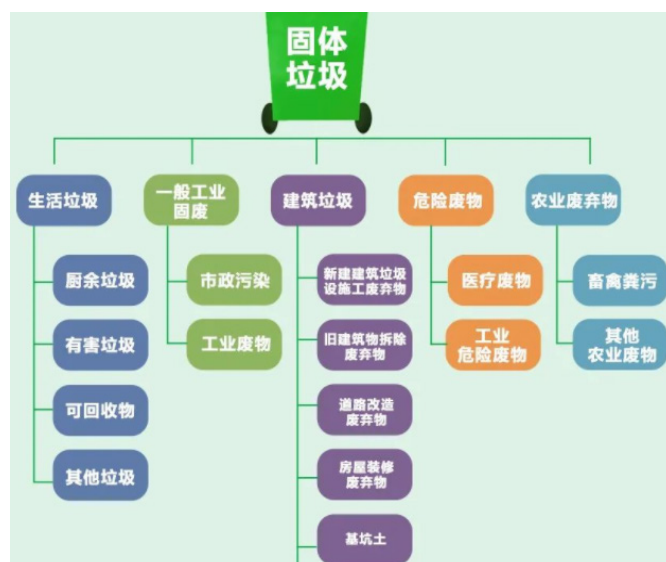 固体
垃圾
生活垃圾
一般工业
固废
建筑垃圾
危险废物
农业废弃物
厨余垃圾
市政污染
新建建筑垃圾
设施工废弃物
医疗废物
畜禽粪污
有害垃圾
工业废物
旧建筑物拆除
废弃物
工业
危险废物
其他
农业废物
可回收物
道路改造
废弃物
其他垃圾
房屋装修
废弃物
基坑土